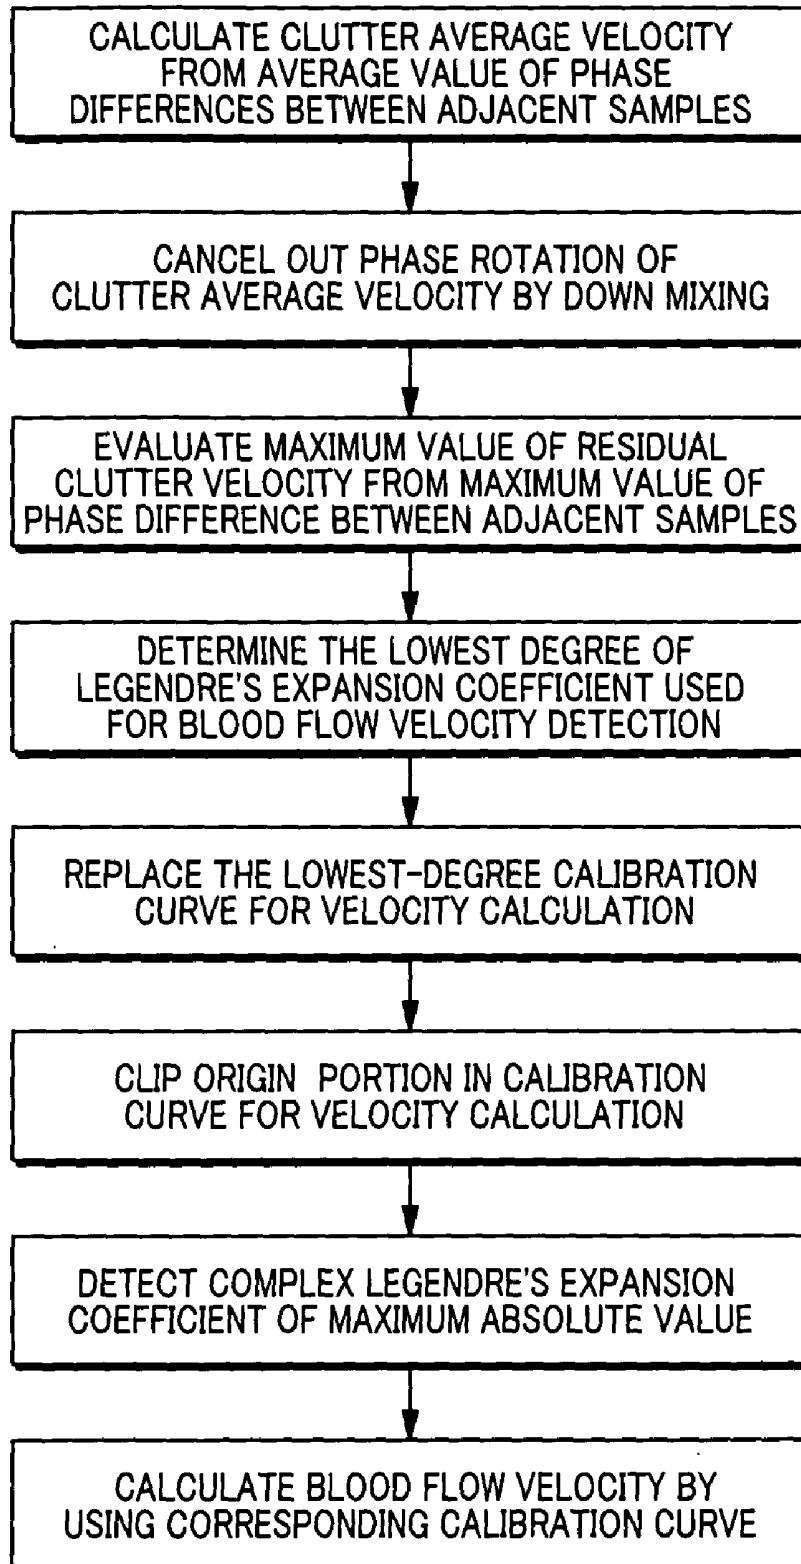 CALCULATE CLUTTER AVERAGE VELOCITY
FROM AVERAGE VALUE OF PHASE
DIFFERENCES BETWEEN ADJACENT SAMPLES
CANCEL OUT PHASE ROTATION OF
CLUTTER AVERAGE VELOCITY BY DOWN MIXING
EVALUATE MAXIMUM VALUE OF RESIDUAL
CLUTTER VELOCITY FROM MAXIMUM VALUE OF
PHASE DIFFERENCE BETWEEN ADJACENT SAMPLES
DETERMINE THE LOWEST DEGREE OF
LEGENDRE'S EXPANSION COEFFICIENT USED
FOR BLOOD FLOW VELOCITY DETECTION
REPLACE THE LOWEST-DEGREE CALIBRATION
CURVE FOR VELOCITY CALCULATION
CLIP ORIGIN PORTION IN CALIBRATION
CURVE FOR VELOCITY CALCULATION
DETECT COMPLEX LEGENDRE'S EXPANSION
COEFFICIENT OF MAXIMUM ABSOLUTE VALUE
CALCULATE BLOOD FLOW VELOCITY BY
USING CORRESPONDING CALIBRATION CURVE